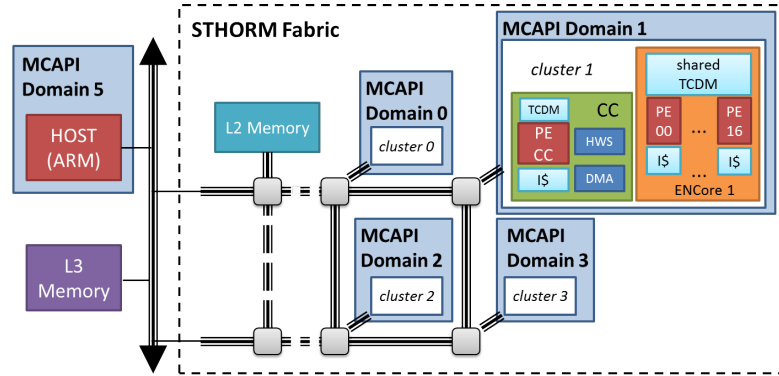 STHORM Fabric
MCAPI
Domain 5
HOST
(ARM)
L3
Memory
L2 Memory
MCAPI
Domain 0
cluster 0
MCAPI Domain 1
cluster 1
TCDM
CC
PE
CC
HWS
I$
DMA
shared
TCDM
PE
00
...
PE
16
I$
...
I$
ENCore 1
MCAPI
Domain 2
cluster 2
MCAPI
Domain 3
cluster 3